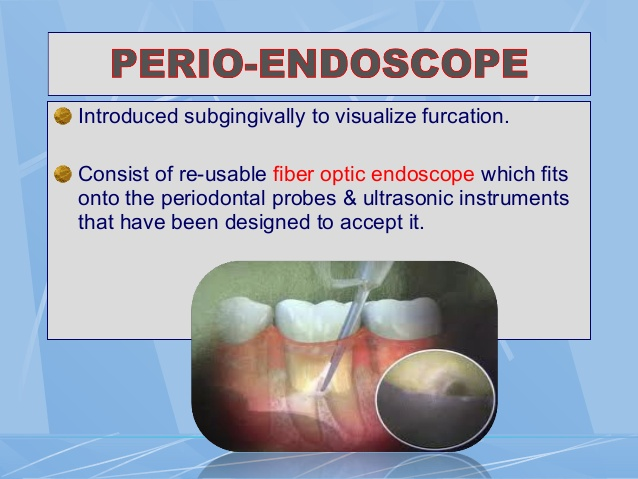 PERIO-ENDOSCOPE
Introduced subgingivally to visualize furcation.
Consist of re-usable fiber optic endoscope which fits
onto the periodontal probes & ultrasonic instruments
that have been designed to accept it.